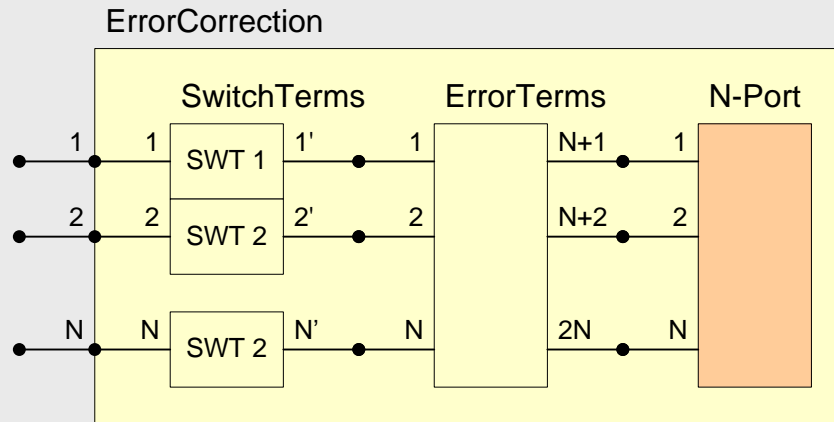 ErrorCorrection
SwitchTerms ErrorTerms N-Port
1 1 SWT 1 1' 1 N+1 1
2 2 SWT 2 2' 2 N+2 2
N N SWT 2 N’ N 2N N